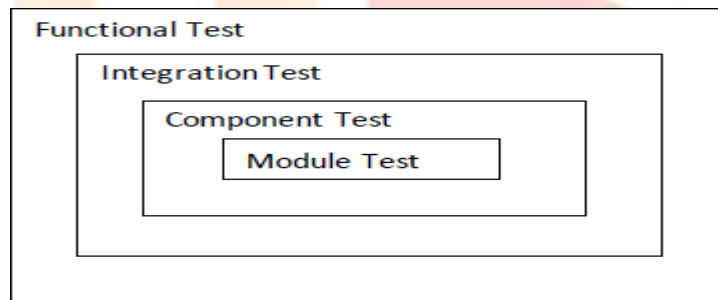 Functional Test
Integration Test
Component Test
Module Test